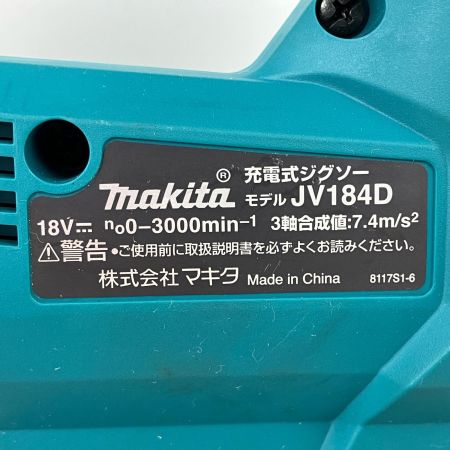 makita® 充電式ジグソー
モデル JV184D
18V⎓ n₀0-3000min⁻¹ 3軸合成値:7.4m/s²
⚠警告・ご使用前に取扱説明書を必ずよくお読みください。
株式会社マキタ Made in China 8117S1-6